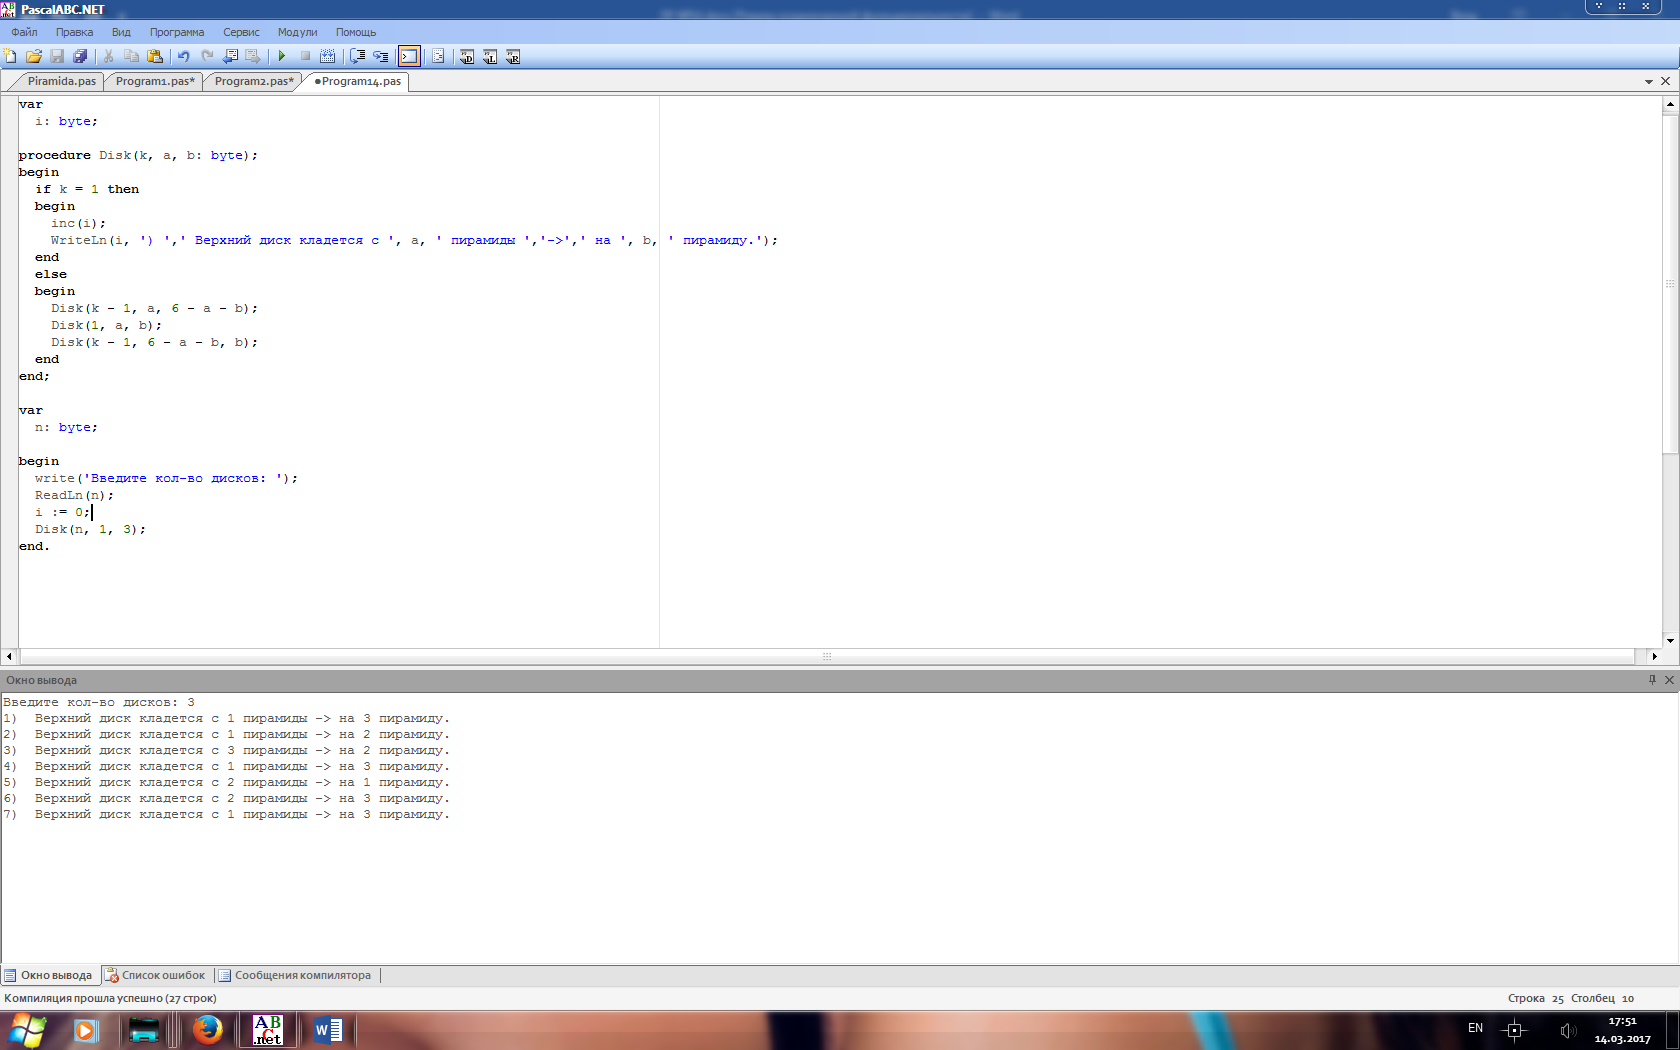 PascalABC.NET
Файл Правка Вид Программа Сервис Модули Помощь
Piramida.pas Program1.pas* Program2.pas* •Program14.pas
var
i: byte;
procedure Disk(k, a, b: byte);
begin
if k = 1 then
begin
inc(i);
WriteLn(i, ') ',' Верхний диск кладется с ', a, ' пирамиды ','->',' на ', b, ' пирамиду.');
end
else
begin
Disk(k - 1, a, 6 - a - b);
Disk(1, a, b);
Disk(k - 1, 6 - a - b, b);
end
end;
var
n: byte;
begin
write('Введите кол-во дисков: ');
ReadLn(n);
i := 0;
Disk(n, 1, 3);
end.
Окно вывода
Введите кол-во дисков: 3
1) Верхний диск кладется с 1 пирамиды -> на 3 пирамиду.
2) Верхний диск кладется с 1 пирамиды -> на 2 пирамиду.
3) Верхний диск кладется с 3 пирамиды -> на 2 пирамиду.
4) Верхний диск кладется с 1 пирамиды -> на 3 пирамиду.
5) Верхний диск кладется с 2 пирамиды -> на 1 пирамиду.
6) Верхний диск кладется с 2 пирамиды -> на 3 пирамиду.
7) Верхний диск кладется с 1 пирамиды -> на 3 пирамиду.
Окно вывода Список ошибок Сообщения компилятора
Компиляция прошла успешно (27 строк) Строка 25 Столбец 10
ABC.net W EN 17:51
14.03.2017